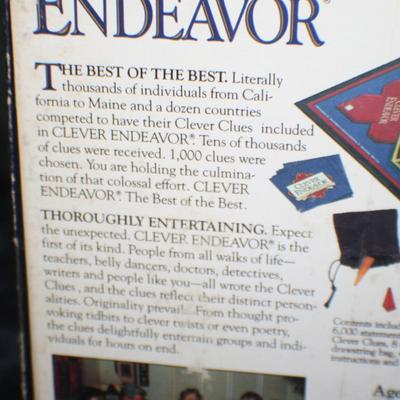 ENDEAVOR®
THE BEST OF THE BEST. Literally
thousands of individuals from Cali-
fornia to Maine and a dozen countries
competed to have their Clever Clues included
in CLEVER ENDEAVOR®. Tens of thousands
of clues were received. 1,000 clues were
chosen. You are holding the culmina-
tion of that colossal effort. CLEVER
ENDEAVOR®. The Best of the Best.
THOROUGHLY ENTERTAINING. Expect
the unexpected. CLEVER ENDEAVOR® is the
first of its kind. People from all walks of life—
teachers, belly dancers, doctors, detectives,
writers and people like you—all wrote the Clever
Clues, and the clues reflect their distinct person-
alities. Originality prevai From thought pro-
voking tidbits to clever twists or even poetry,
the clues delightfully entertain groups and indi-
viduals for hours on end.
CLEVER
ENDEAVOR
CLEVER
ENDEAVOR
Contents includ
6,000 statements
Clever Clues, 8
drawstring bag,
instructions and
Age